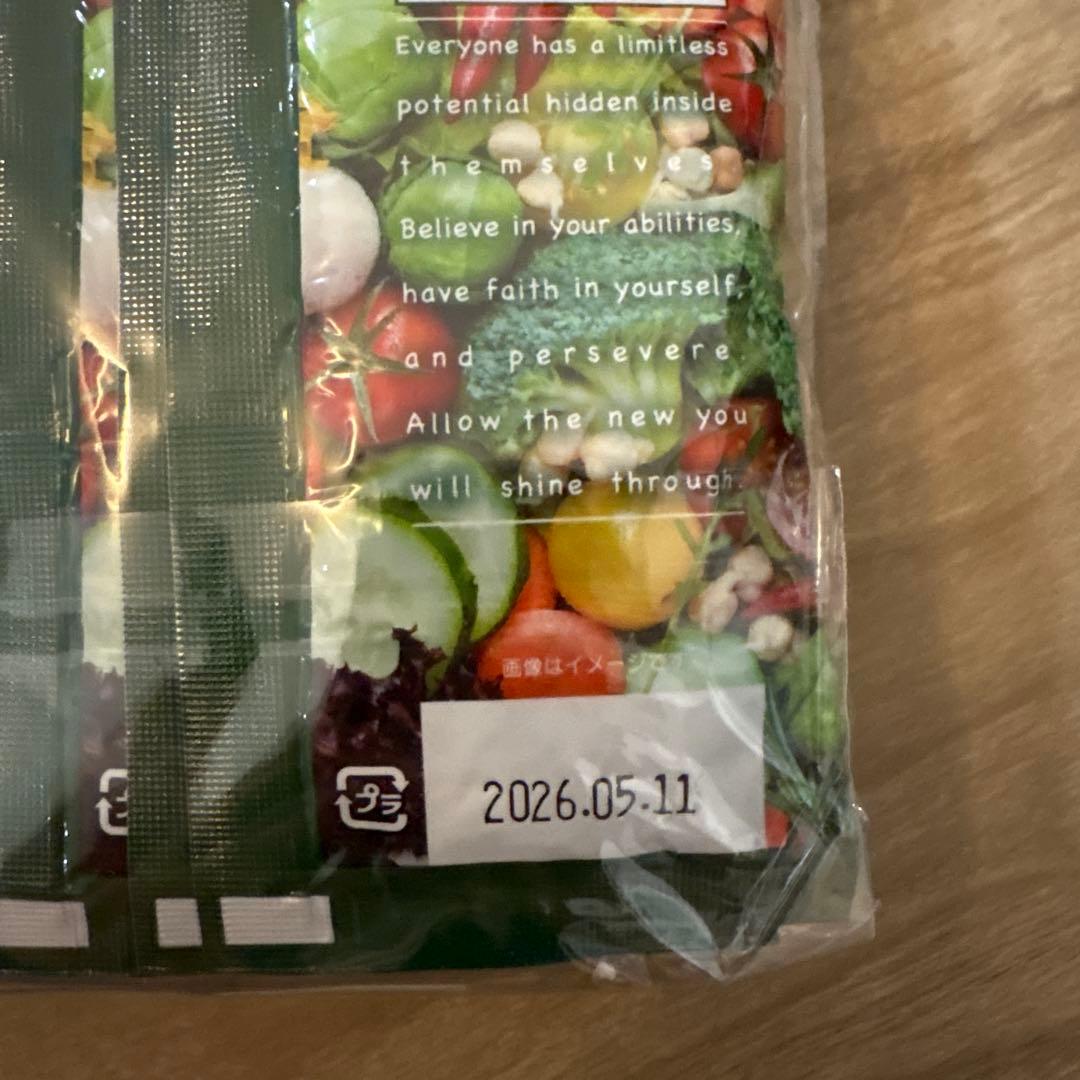 Everyone has a limitless
potential hidden inside
themselves
Believe in your abilities,
have faith in yourself,
and persevere.
Allow the new you
will shine through.
画像はイメージです
プラ
2026.05.11